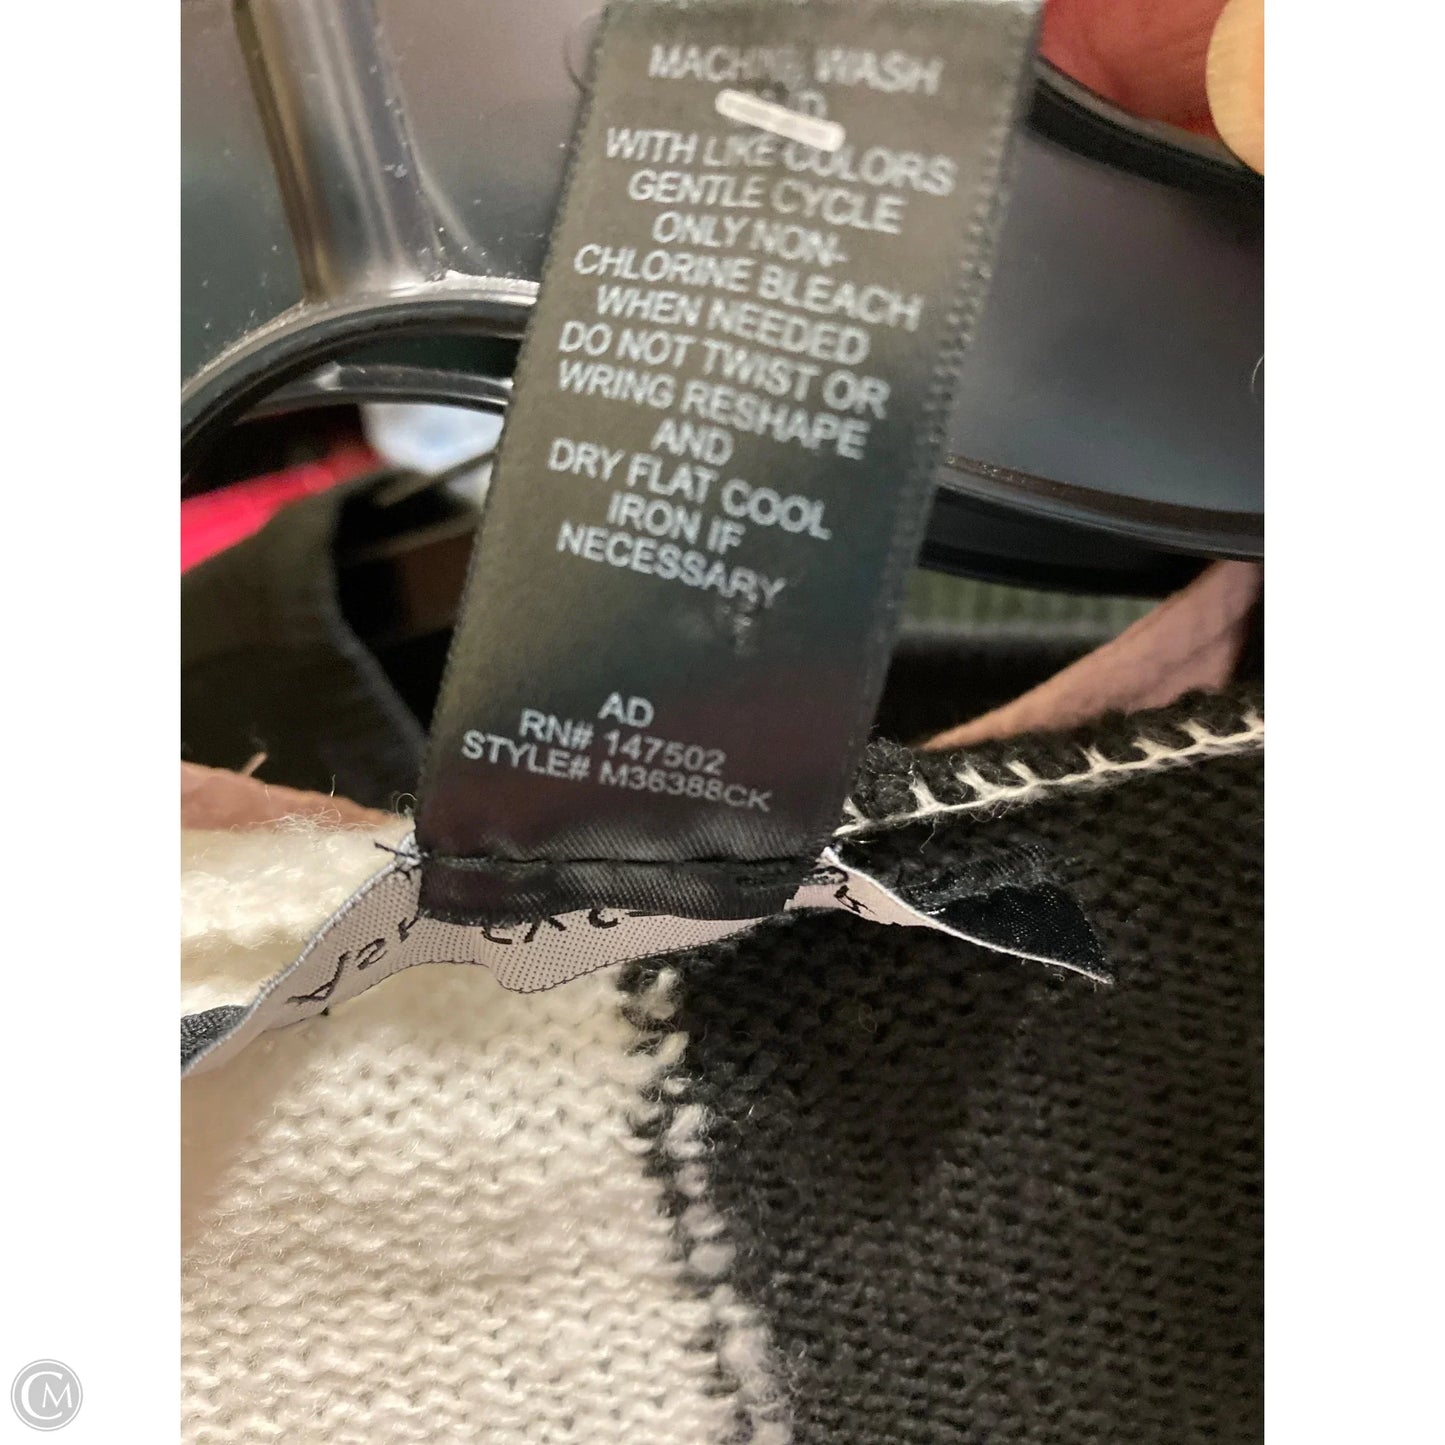 MACHINE WASH
WITH LIKE COLORS
GENTLE CYCLE
ONLY NON-
CHLORINE BLEACH
WHEN NEEDED
DO NOT TWIST OR
WRING RESHAPE
AND
DRY FLAT COOL
IRON IF
NECESSARY
AD
RN# 147502
STYLE# M36388CK
CM